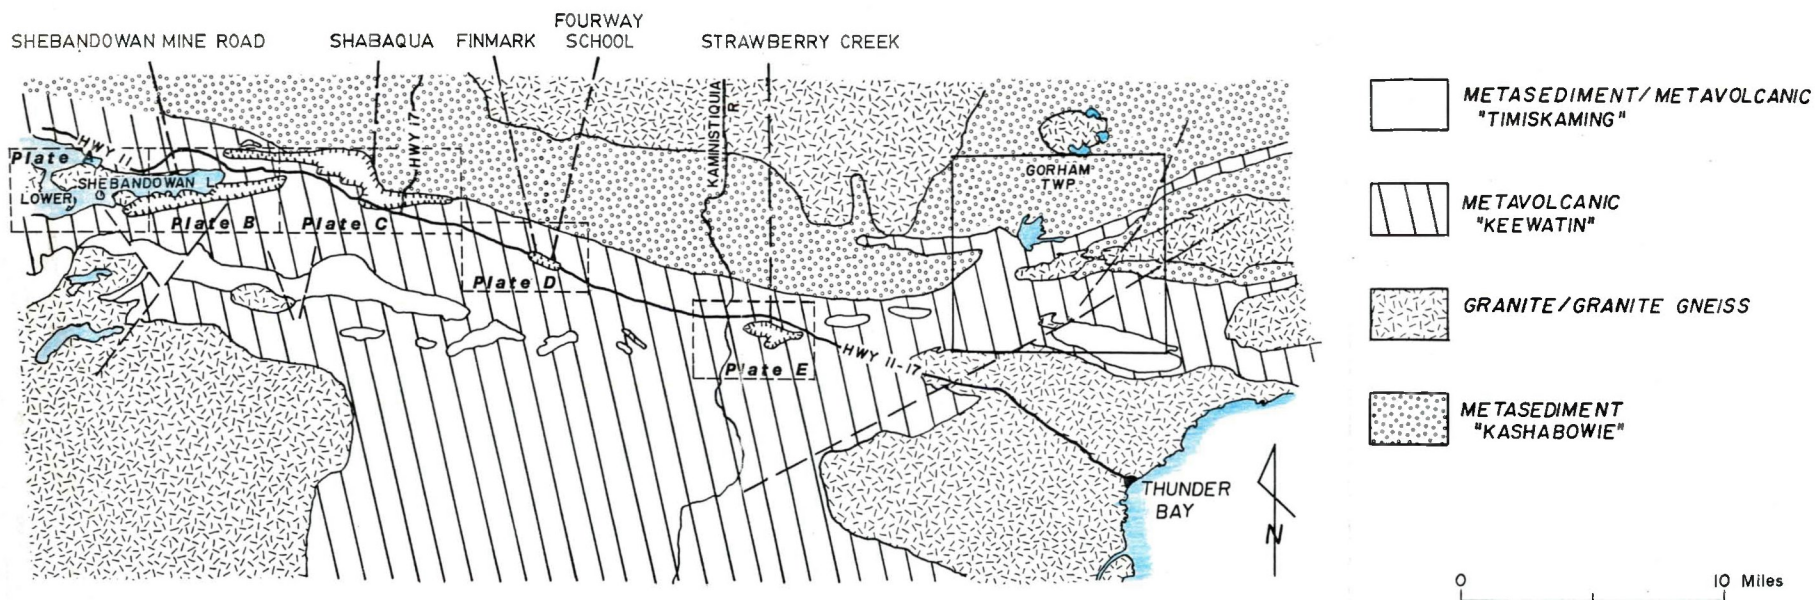 SHEBANDOWAN MINE ROAD
SHABAQUA
FINMARK
FOURWAY
SCHOOL
STRAWBERRY CREEK
HWY 11
HWY 17
KAMINISTIQUIA
R.
Plate A
SHEBANDOWAN L.
LOWER
Plate B
Plate C
Plate D
Plate E
HWY 11-17
GORHAM
TWP.
THUNDER
BAY
N
METASEDIMENT/METAVOLCANIC
"TIMISKAMING"
METAVOLCANIC
"KEEWATIN"
GRANITE/GRANITE GNEISS
METASEDIMENT
"KASHABOWIE"
0
10 Miles